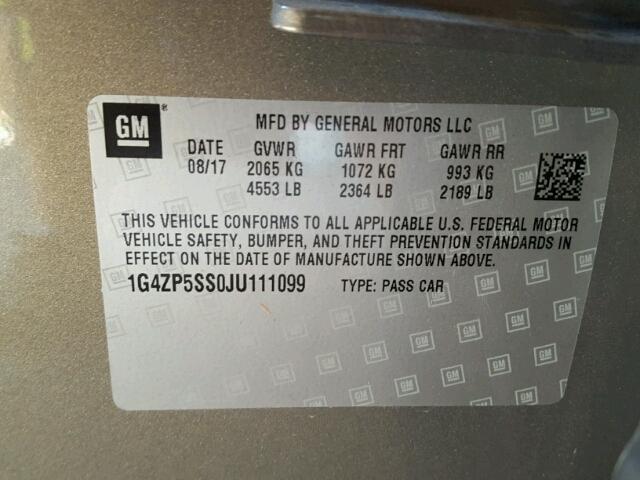 GM ®
MFD BY GENERAL MOTORS LLC
DATE GVWR GAWR FRT GAWR RR
08/17 2065 KG 1072 KG 993 KG
4553 LB 2364 LB 2189 LB
THIS VEHICLE CONFORMS TO ALL APPLICABLE U.S. FEDERAL MOTOR
VEHICLE SAFETY, BUMPER, AND THEFT PREVENTION STANDARDS IN
EFFECT ON THE DATE OF MANUFACTURE SHOWN ABOVE.
1G4ZP5SS0JU111099 TYPE: PASS CAR